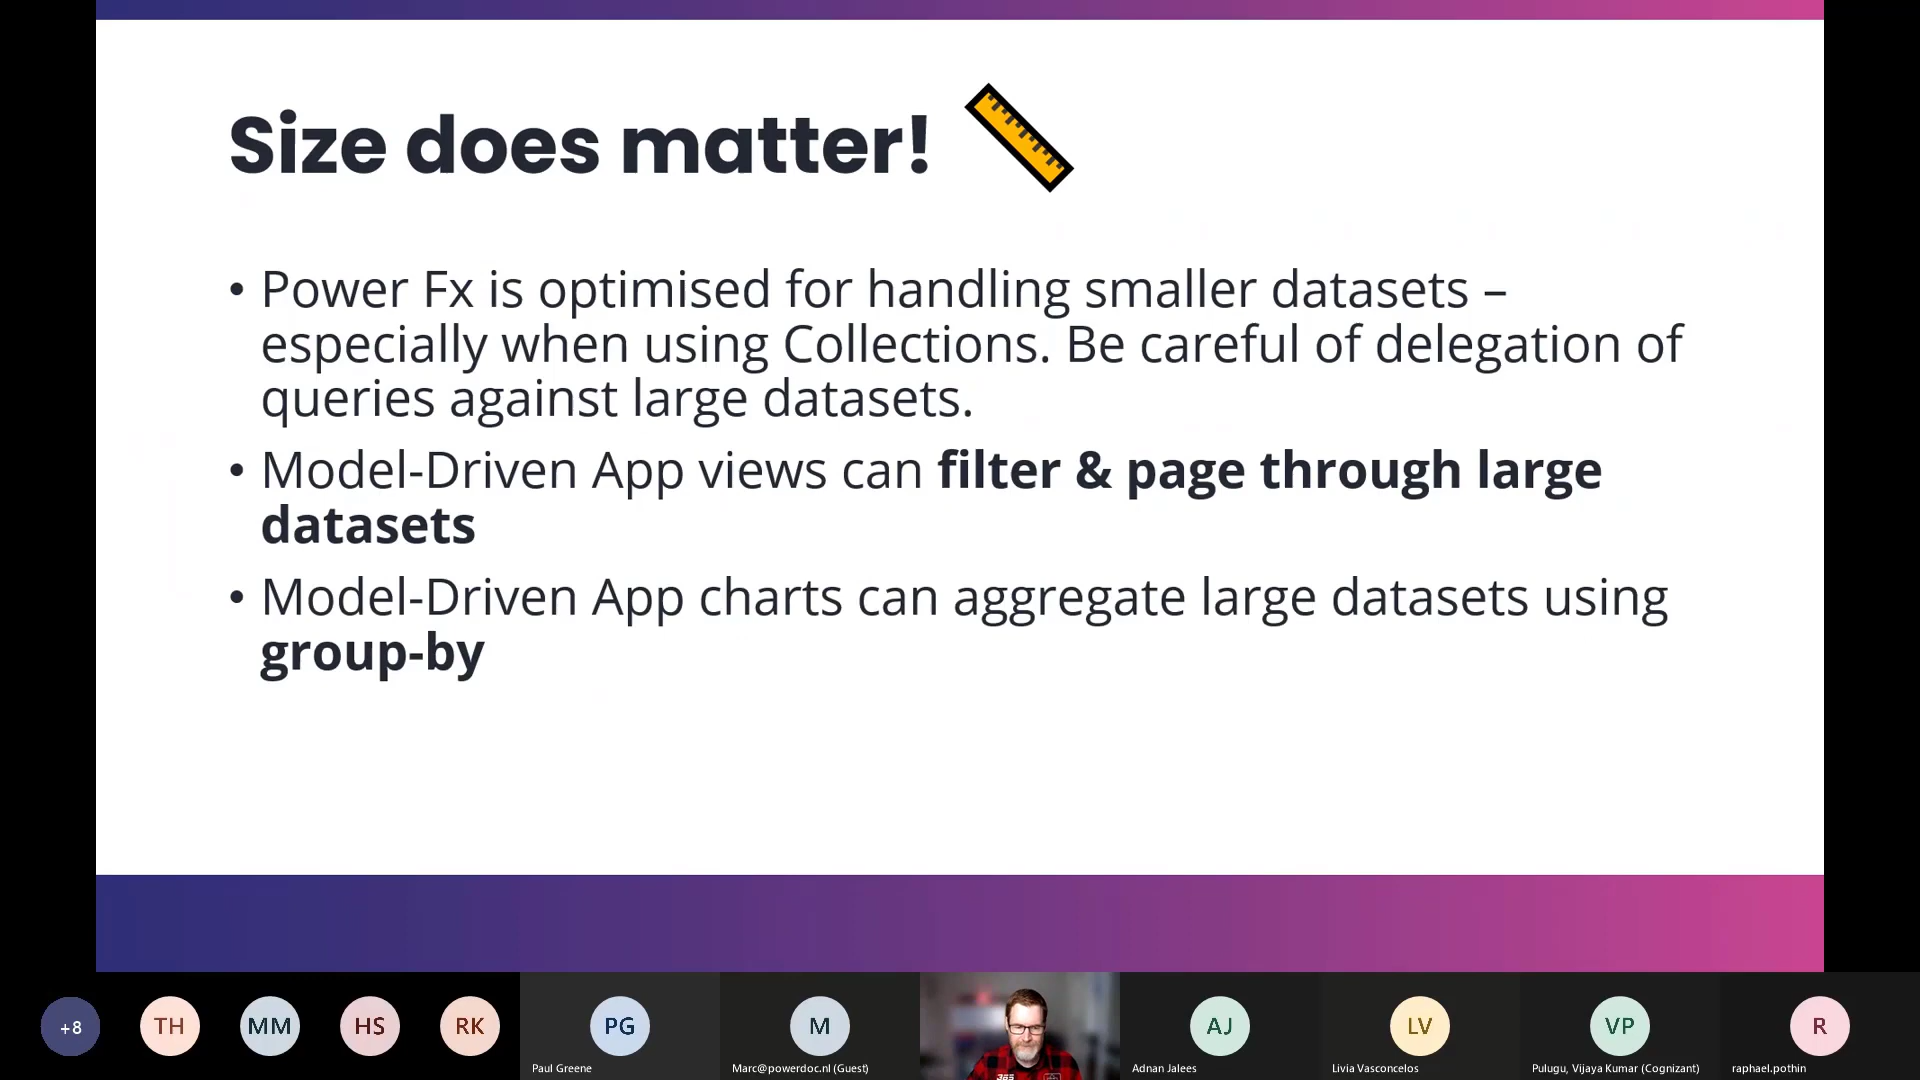 Size does matter!
• Power Fx is optimised for handling smaller datasets –
especially when using Collections. Be careful of delegation of
queries against large datasets.
• Model-Driven App views can filter & page through large
datasets
• Model-Driven App charts can aggregate large datasets using
group-by
+8
TH
MM
HS
RK
PG
M
AJ
LV
VP
R
Paul Greene
Marc@powerdoc.nl (Guest)
365
Adnan Jalees
Livia Vasconcelos
Pulugu, Vijaya Kumar (Cognizant)
raphael.pothin